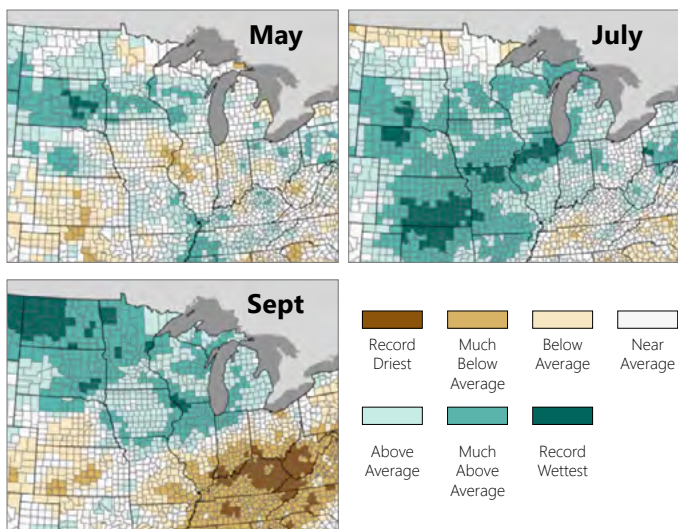 May
July
Sept
Record
Driest
Much
Below
Average
Below
Average
Near
Average
Above
Average
Much
Above
Average
Record
Wettest